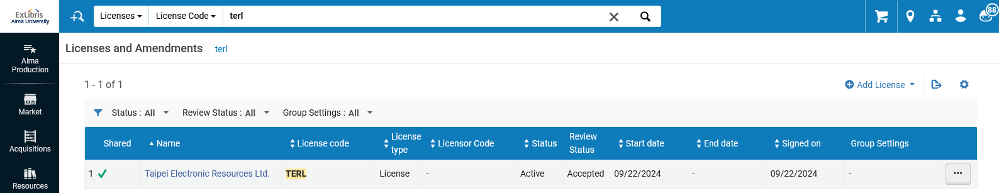 ExLibris
Alma University
Licenses
License Code
terl
88
Alma
Production
Market
Acquisitions
Resources
Licenses and Amendments
terl
1 - 1 of 1
Add License
Status : All
Review Status : All
Group Settings : All
Shared Name License code License type Licensor Code Status Review Status Start date End date Signed on Group Settings
1 Taipei Electronic Resources Ltd. TERL License - Active Accepted 09/22/2024 - 09/22/2024 - ...